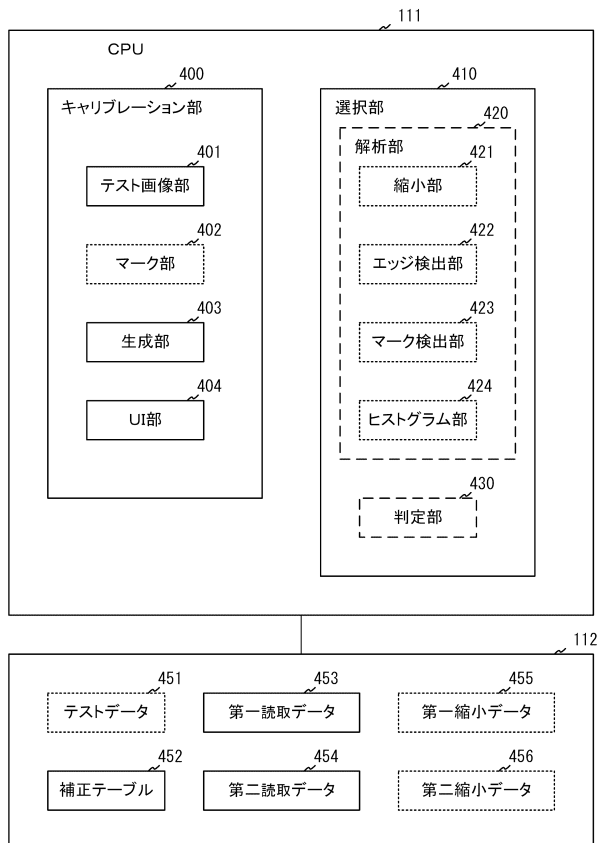 111
CPU
400
キャリブレーション部
401
テスト画像部
402
マーク部
403
生成部
404
UI部
410
選択部
420
解析部
421
縮小部
422
エッジ検出部
423
マーク検出部
424
ヒストグラム部
430
判定部
112
451
テストデータ
453
第一読取データ
455
第一縮小データ
452
補正テーブル
454
第二読取データ
456
第二縮小データ